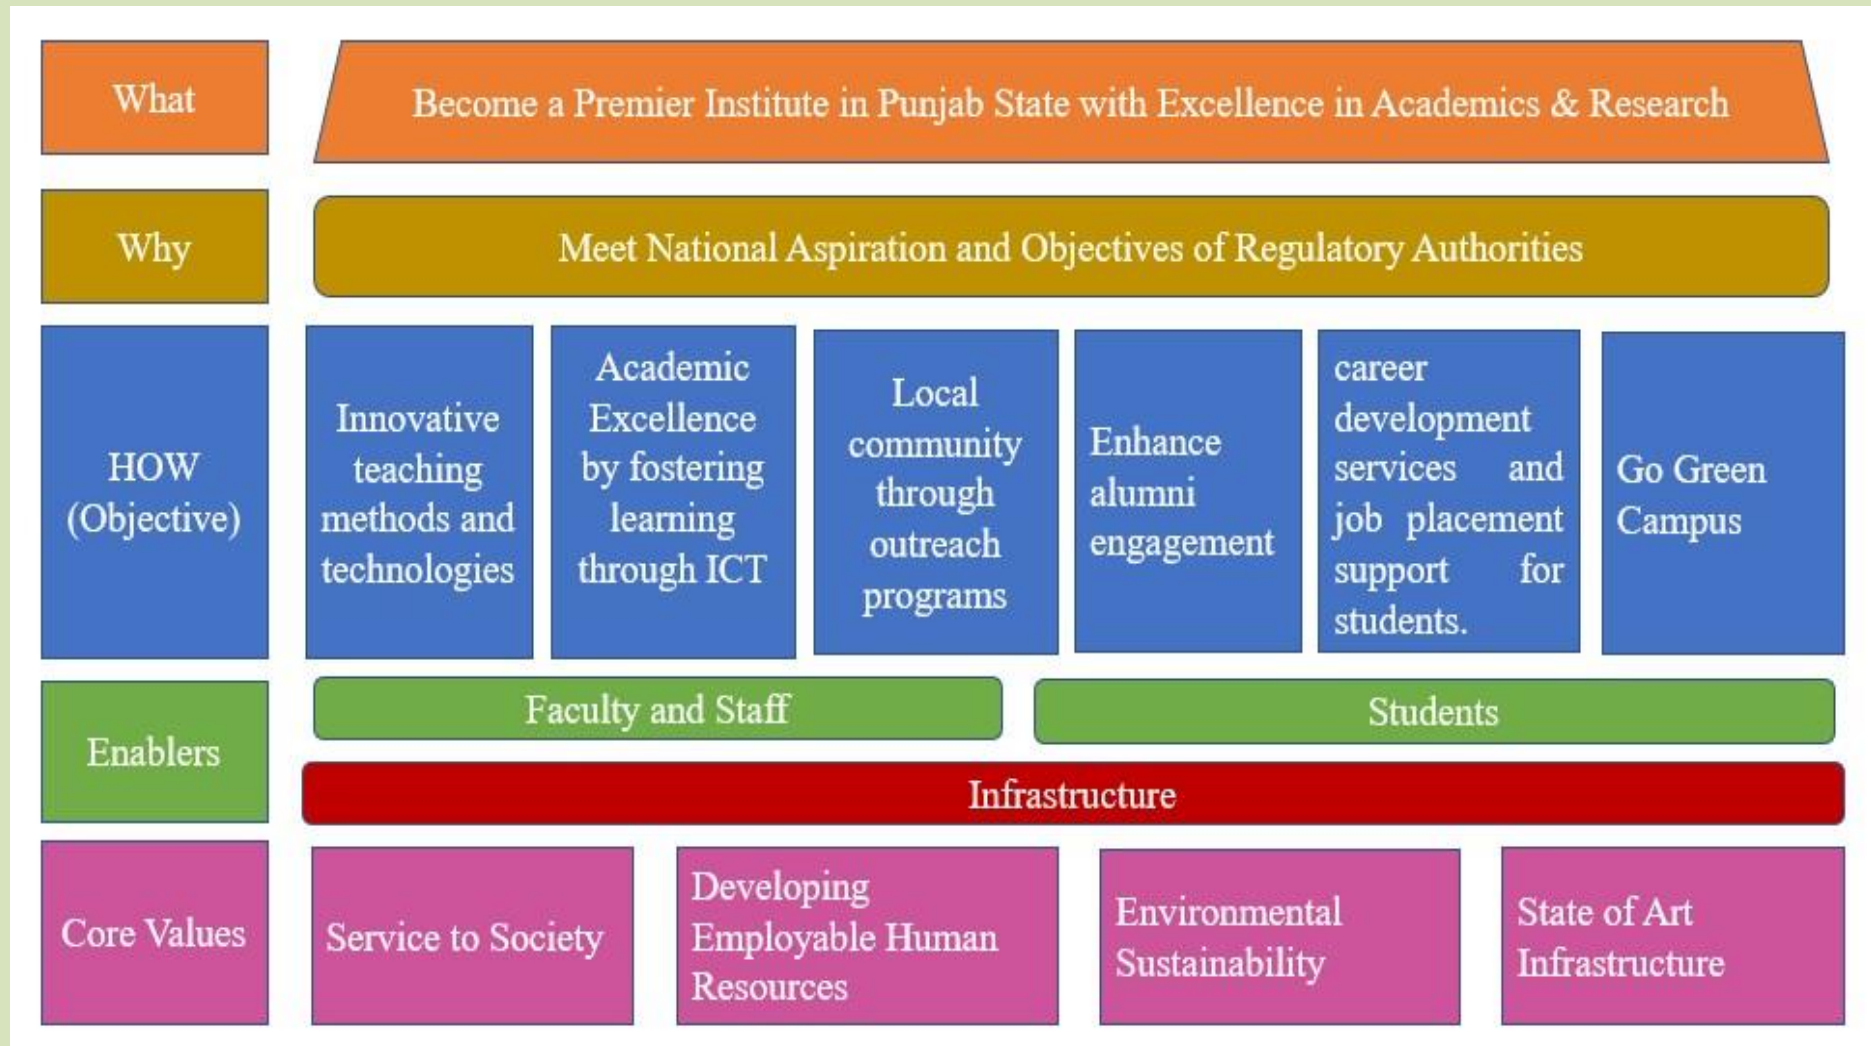 What
Become a Premier Institute in Punjab State with Excellence in Academics & Research
Why
Meet National Aspiration and Objectives of Regulatory Authorities
HOW
(Objective)
Innovative
teaching
methods and
technologies
Academic
Excellence
by fostering
learning
through ICT
Local
community
through
outreach
programs
Enhance
alumni
engagement
career
development
services and
job placement
support for
students.
Go Green
Campus
Enablers
Faculty and Staff
Students
Infrastructure
Core Values
Service to Society
Developing
Employable Human
Resources
Environmental
Sustainability
State of Art
Infrastructure